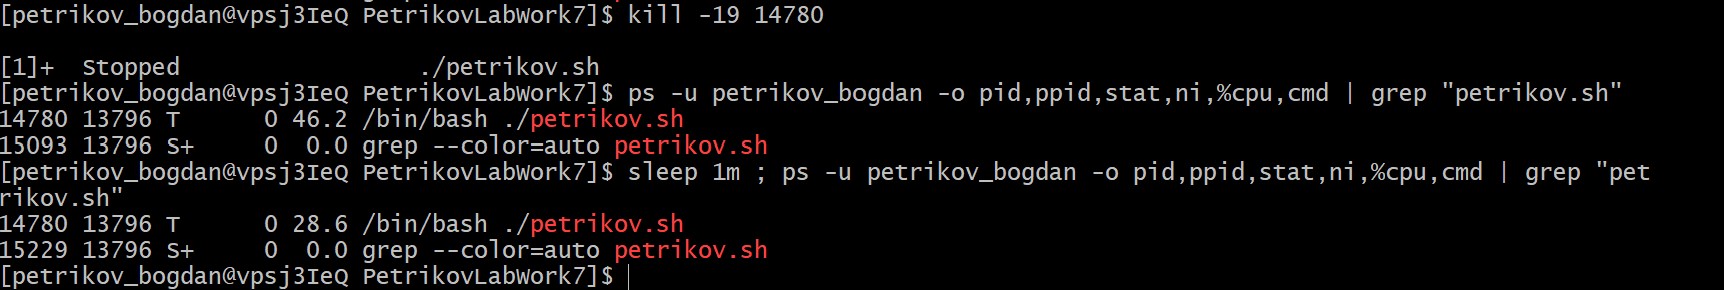 [petrikov_bogdan@vpsj3IeQ PetrikovLabWork7]$ kill -19 14780
[1]+  Stopped                 ./petrikov.sh
[petrikov_bogdan@vpsj3IeQ PetrikovLabWork7]$ ps -u petrikov_bogdan -o pid,ppid,stat,ni,%cpu,cmd | grep "petrikov.sh"
14780 13796 T      0 46.2 /bin/bash ./petrikov.sh
15093 13796 S+     0  0.0 grep --color=auto petrikov.sh
[petrikov_bogdan@vpsj3IeQ PetrikovLabWork7]$ sleep 1m ; ps -u petrikov_bogdan -o pid,ppid,stat,ni,%cpu,cmd | grep "pet
rikov.sh"
14780 13796 T      0 28.6 /bin/bash ./petrikov.sh
15229 13796 S+     0  0.0 grep --color=auto petrikov.sh
[petrikov_bogdan@vpsj3IeQ PetrikovLabWork7]$